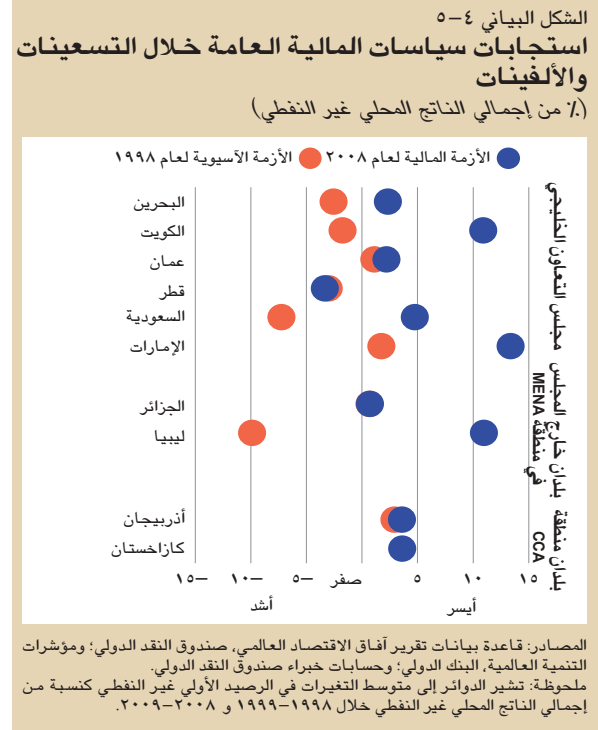 الشكل البياني ٤–٥
استجابات سياسات المالية العامة خلال التسعينات
والألفينات
(٪ من إجمالي الناتج المحلي غير النفطي)
الأزمة المالية لعام ٢٠٠٨ الأزمة الآسيوية لعام ١٩٩٨
مجلس التعاون الخليجي
البحرين
الكويت
عمان
قطر
السعودية
الإمارات
بلدان خارج المجلس
في منطقة MENA
الجزائر
ليبيا
بلدان منطقة
CCA
أذربيجان
كازاخستان
١٥ ١٠ ٥ صفر –٥ –١٠ –١٥
أيسر أشد
المصادر: قاعدة بيانات تقرير آفاق الاقتصاد العالمي، صندوق النقد الدولي؛ ومؤشرات
التنمية العالمية، البنك الدولي؛ وحسابات خبراء صندوق النقد الدولي.
ملحوظة: تشير الدوائر إلى متوسط التغيرات في الرصيد الأولي غير النفطي كنسبة من
إجمالي الناتج المحلي غير النفطي خلال ١٩٩٨–١٩٩٩ و ٢٠٠٨–٢٠٠٩.